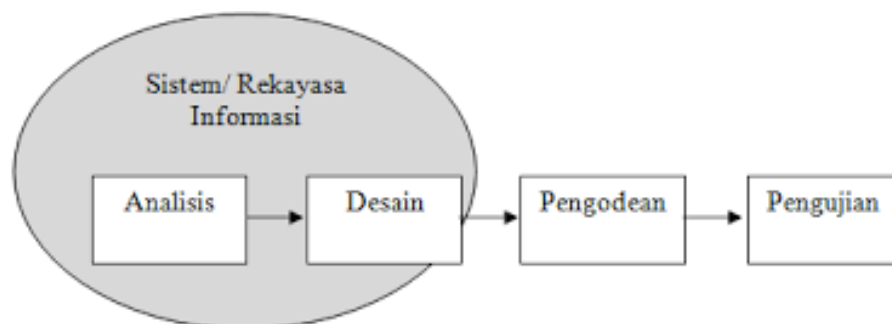 Sistem/ Rekayasa
Informasi
Analisis
Desain
Pengodean
Pengujian